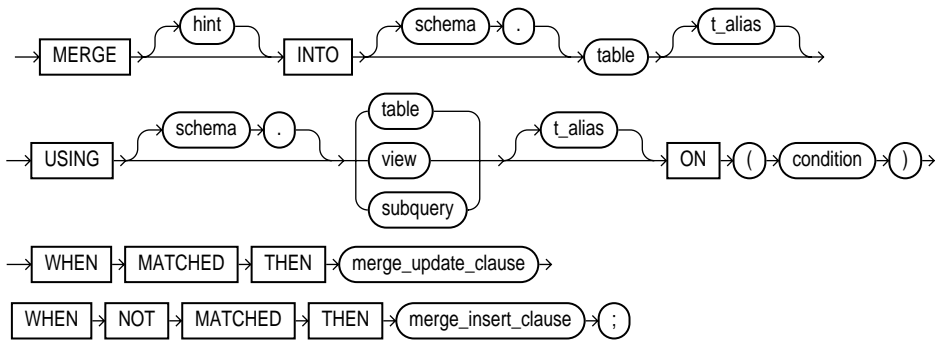 hint schema . t_alias
MERGE INTO table
table
schema . t_alias
USING view ON ( condition )
subquery
WHEN MATCHED THEN merge_update_clause
WHEN NOT MATCHED THEN merge_insert_clause ;